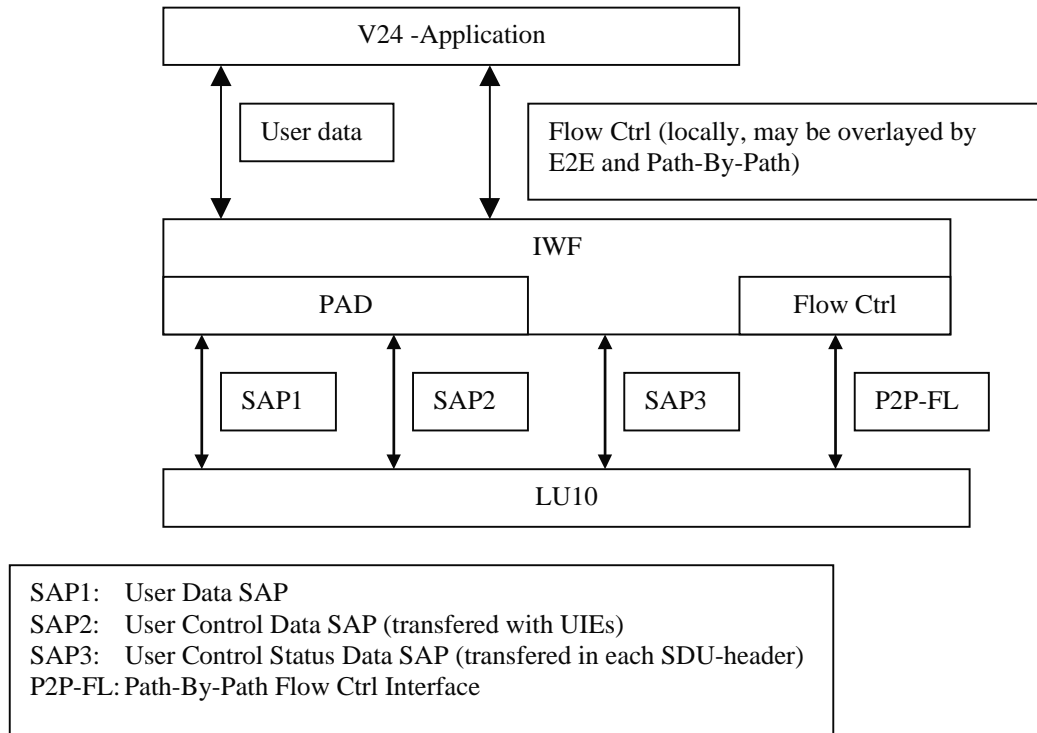 V24 -Application
User data
Flow Ctrl (locally, may be overlayed by
E2E and Path-By-Path)
IWF
PAD
Flow Ctrl
SAP1
SAP2
SAP3
P2P-FL
LU10
SAP1: User Data SAP
SAP2: User Control Data SAP (transfered with UIEs)
SAP3: User Control Status Data SAP (transfered in each SDU-header)
P2P-FL: Path-By-Path Flow Ctrl Interface